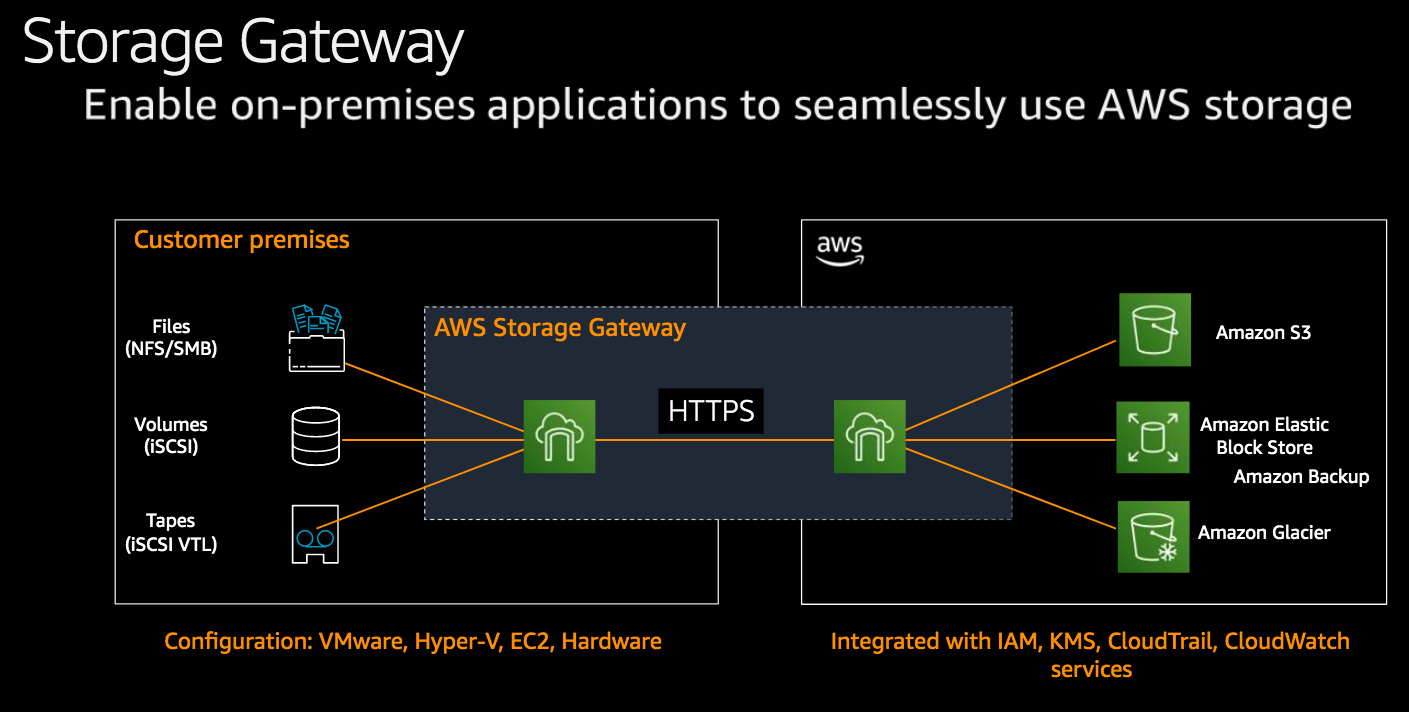 Storage Gateway
Enable on-premises applications to seamlessly use AWS storage
Customer premises
Files
(NFS/SMB)
Volumes
(iSCSI)
Tapes
(iSCSI VTL)
AWS Storage Gateway
HTTPS
aws
Amazon S3
Amazon Elastic
Block Store
Amazon Backup
Amazon Glacier
Configuration: VMware, Hyper-V, EC2, Hardware
Integrated with IAM, KMS, CloudTrail, CloudWatch
services